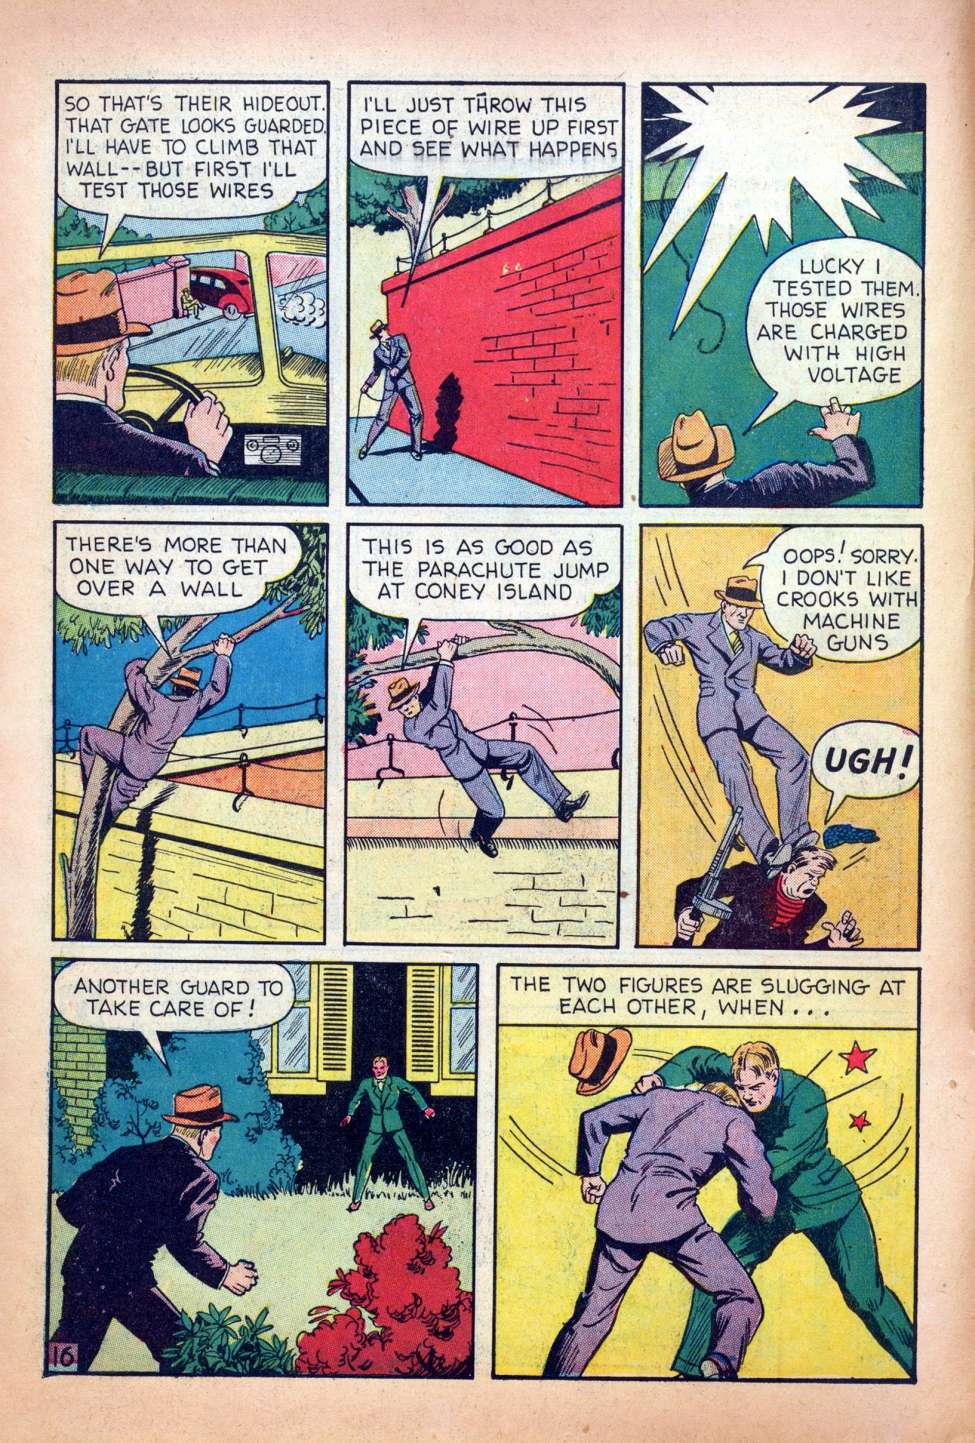 SO THAT'S THEIR HIDEOUT.
THAT GATE LOOKS GUARDED.
I'LL HAVE TO CLIMB THAT
WALL--BUT FIRST I'LL
TEST THOSE WIRES
I'LL JUST THROW THIS
PIECE OF WIRE UP FIRST
AND SEE WHAT HAPPENS
LUCKY I
TESTED THEM.
THOSE WIRES
ARE CHARGED
WITH HIGH
VOLTAGE
THERE'S MORE THAN
ONE WAY TO GET
OVER A WALL
THIS IS AS GOOD AS
THE PARACHUTE JUMP
AT CONEY ISLAND
OOPS! SORRY.
I DON'T LIKE
CROOKS WITH
MACHINE
GUNS
UGH!
ANOTHER GUARD TO
TAKE CARE OF!
THE TWO FIGURES ARE SLUGGING AT
EACH OTHER, WHEN...
16